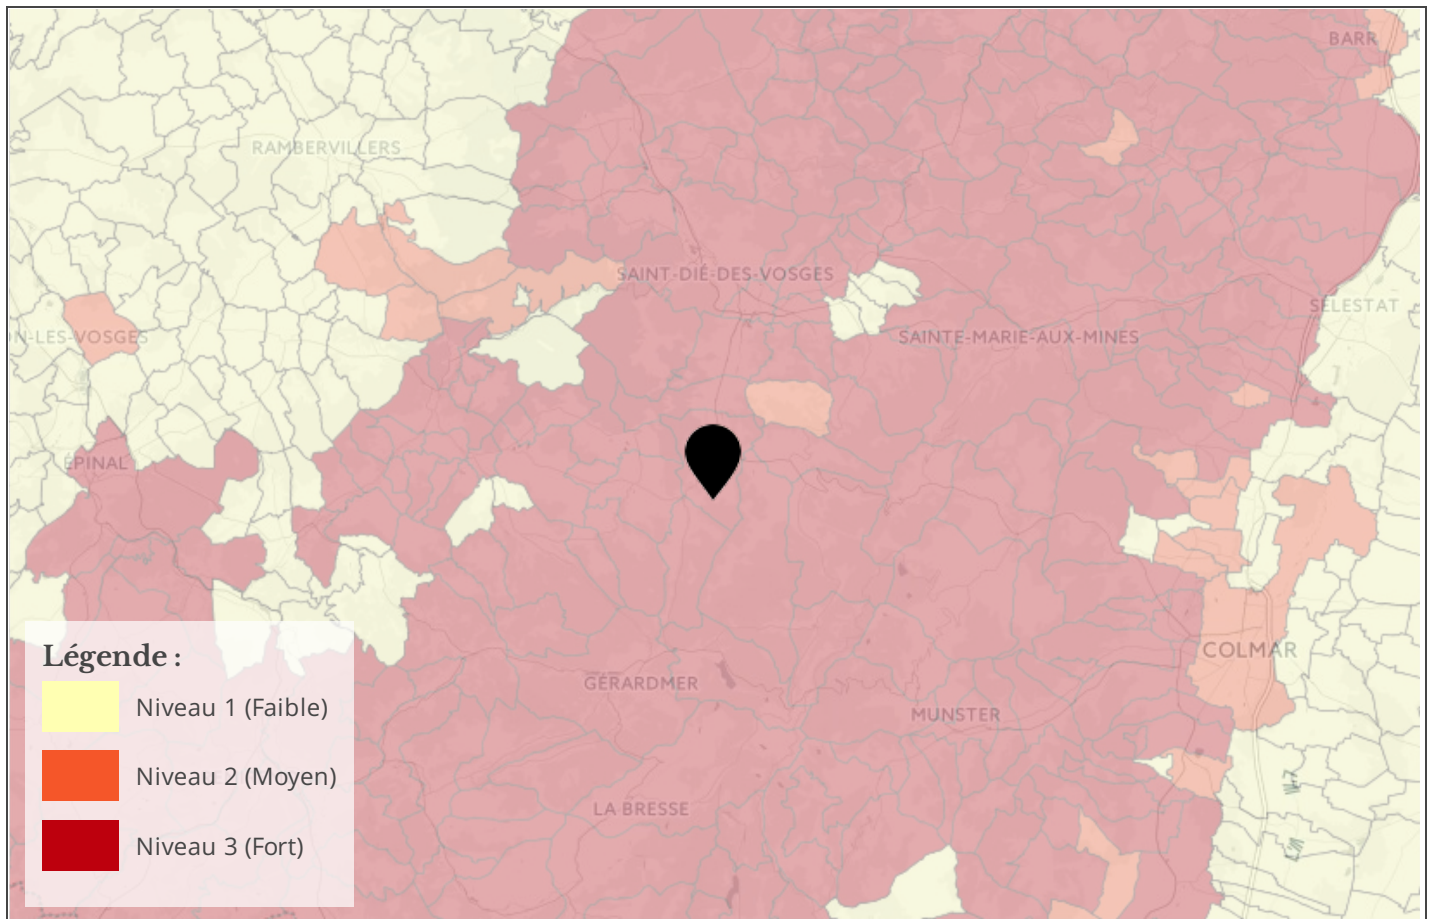 BARR
RAMBERVILLERS
SAINT-DIÉ-DES-VOSGES
SÉLESTAT
N-LES-VOSGES
SAINTE-MARIE-AUX-MINES
ÉPINAL
COLMAR
GÉRARDMER
MUNSTER
LA BRESSE
Légende :
Niveau 1 (Faible)
Niveau 2 (Moyen)
Niveau 3 (Fort)